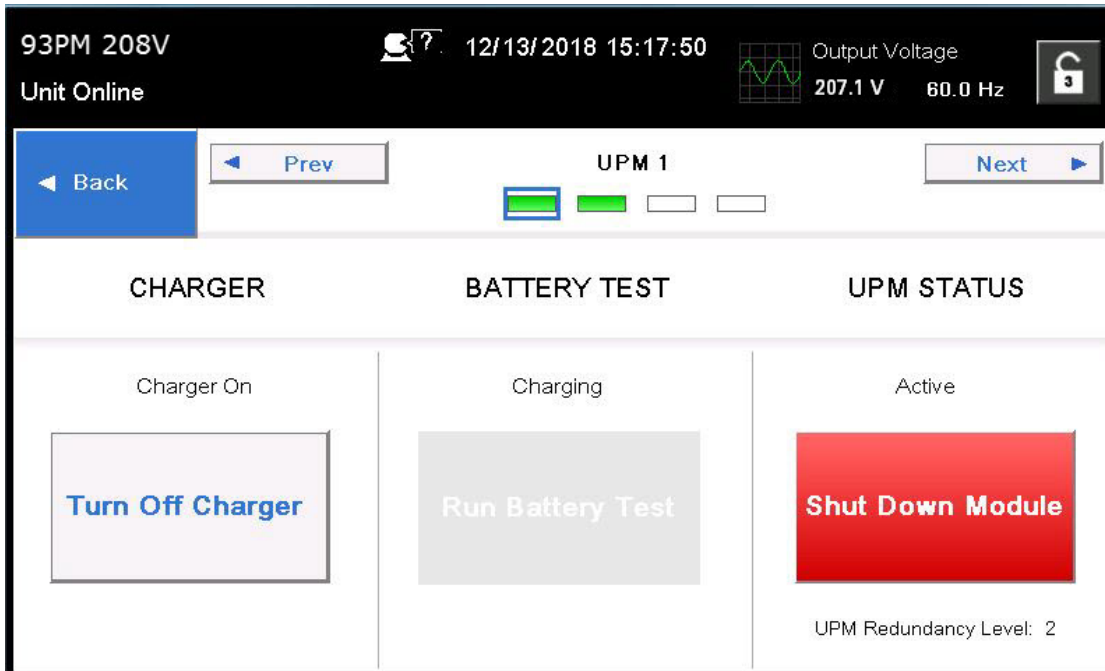 93PM 208V
? 12/13/2018 15:17:50
Output Voltage
Unit Online
207.1 V 60.0 Hz
3
Back
Prev
UPM 1
Next
CHARGER
BATTERY TEST
UPM STATUS
Charger On
Charging
Active
Turn Off Charger
Run Battery Test
Shut Down Module
UPM Redundancy Level: 2